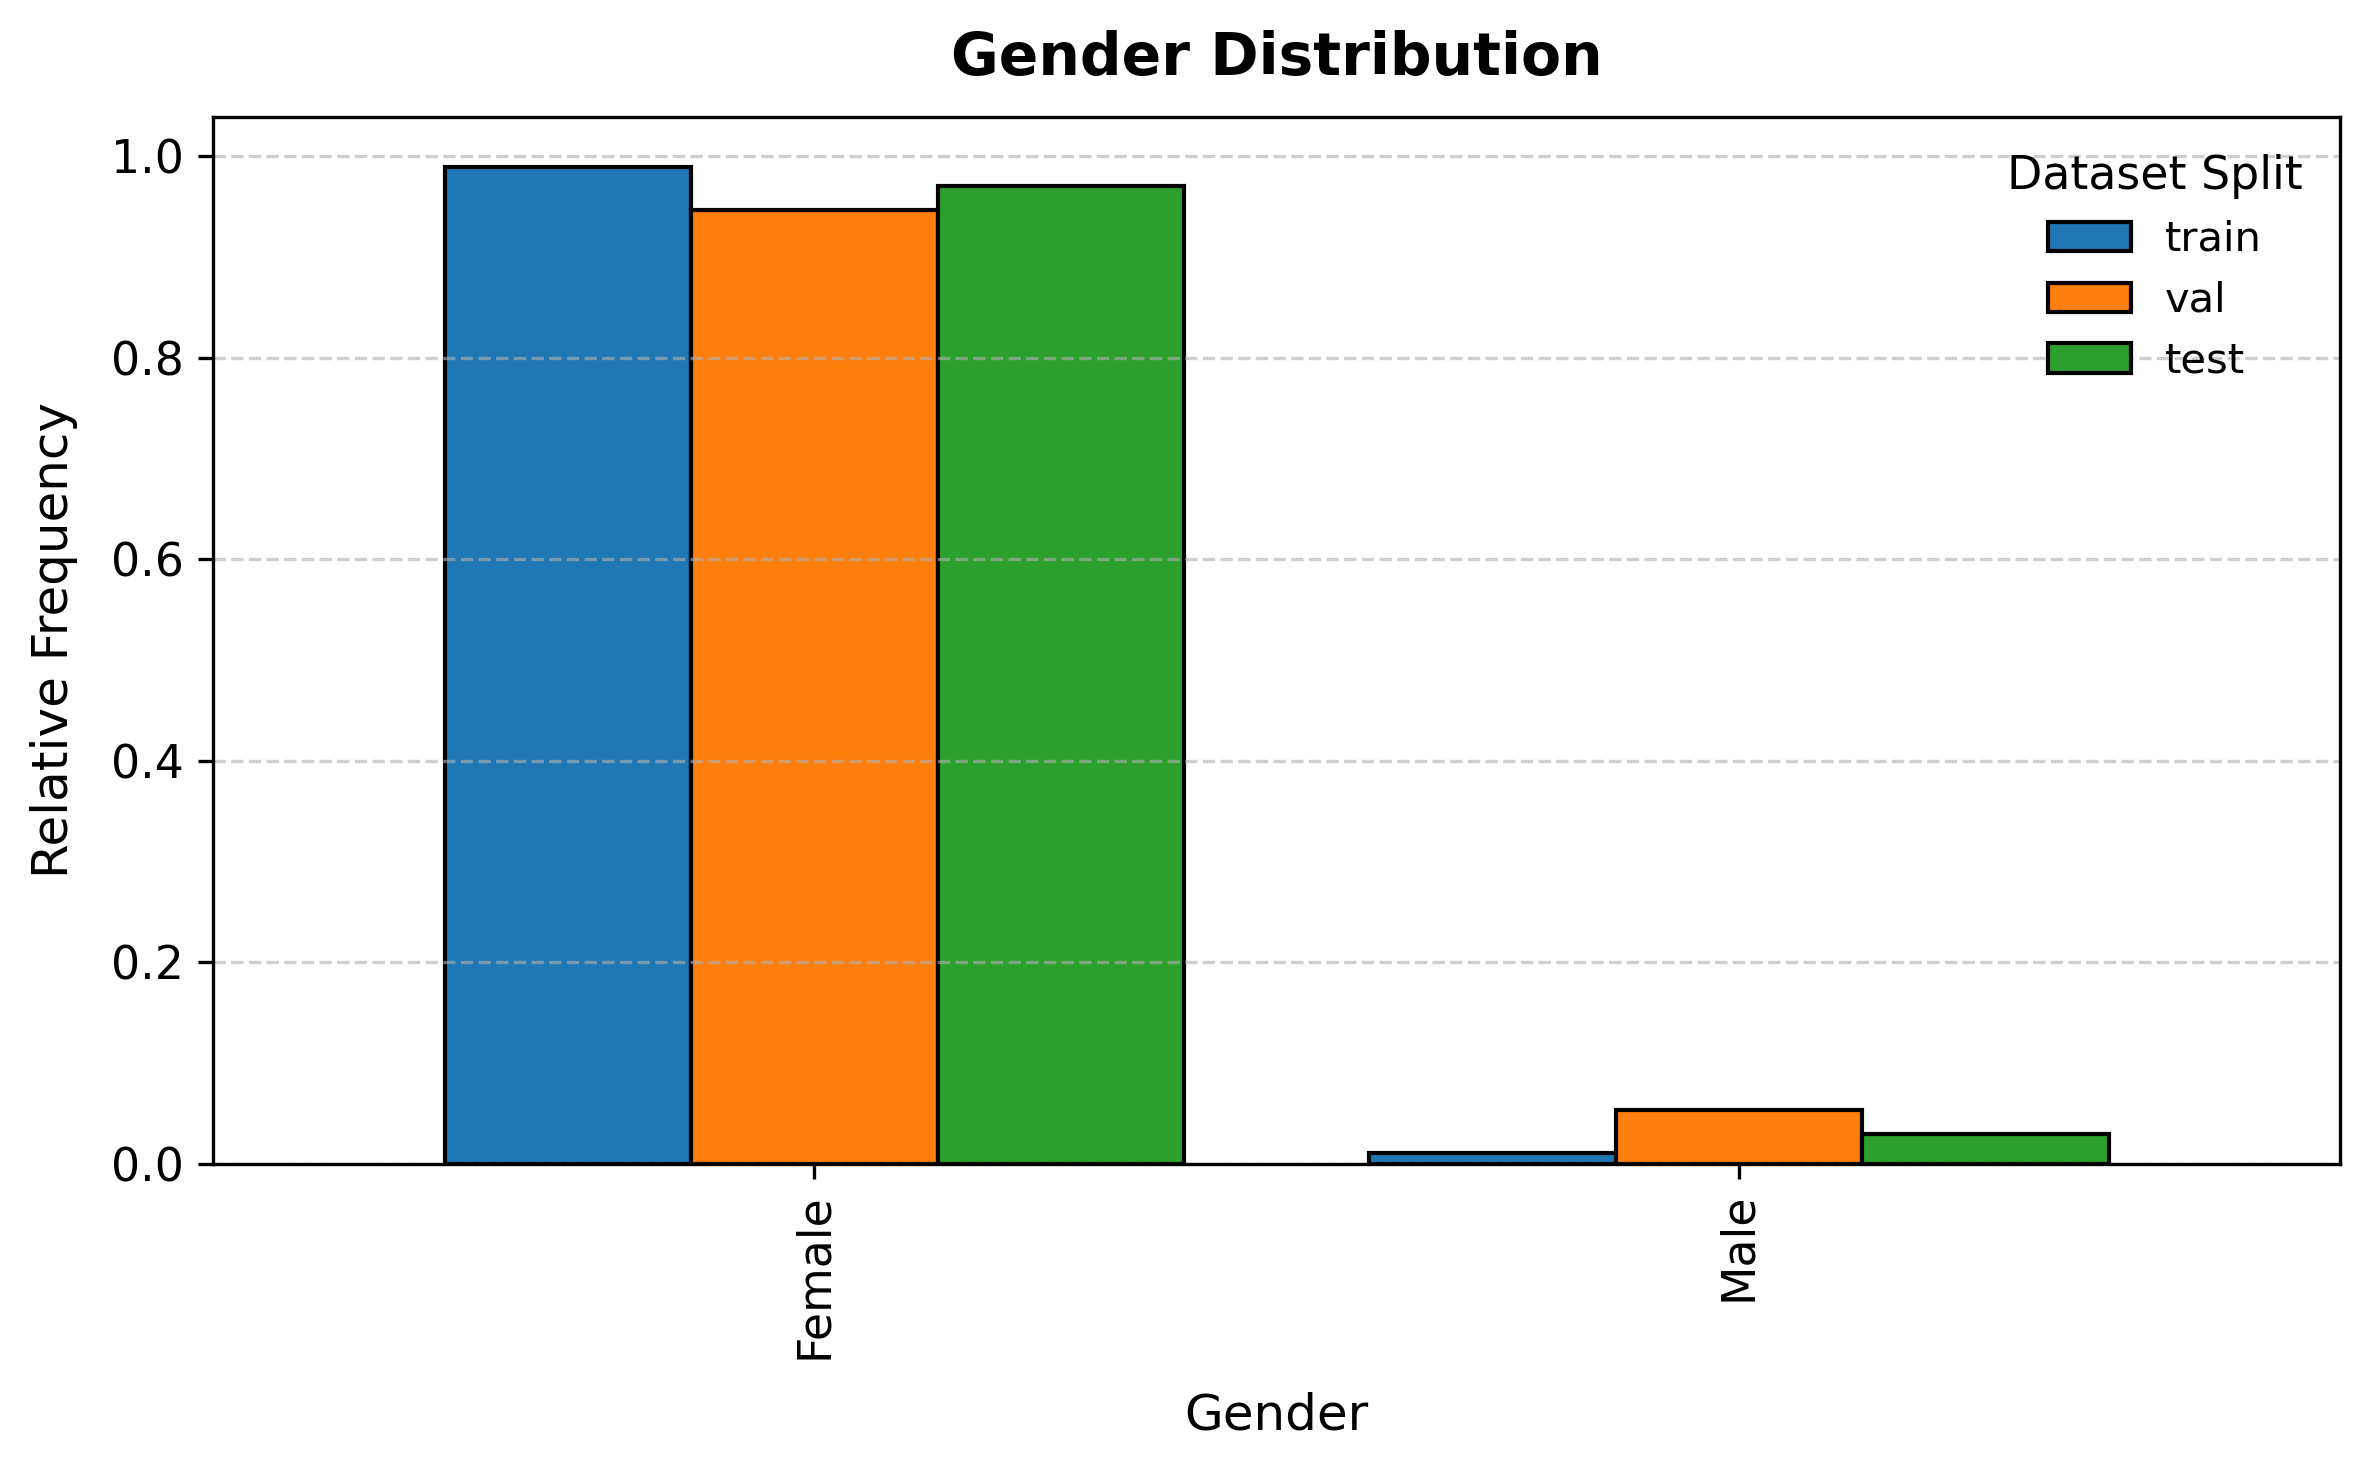 Gender Distribution
Dataset Split
train
val
test
Relative Frequency
1.0
0.8
0.6
0.4
0.2
0.0
Female
Male
Gender